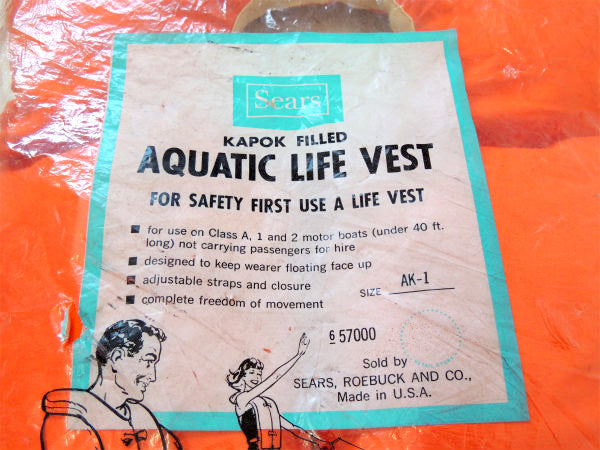 Sears
KAPOK FILLED
AQUATIC LIFE VEST
FOR SAFETY FIRST USE A LIFE VEST
■ for use on Class A, 1 and 2 motor boats (under 40 ft.
long) not carrying passengers for hire
■ designed to keep wearer floating face up
■ adjustable straps and closure
■ complete freedom of movement
SIZE AK-1
6 57000
Sold by
SEARS, ROEBUCK AND CO.,
Made in U.S.A.